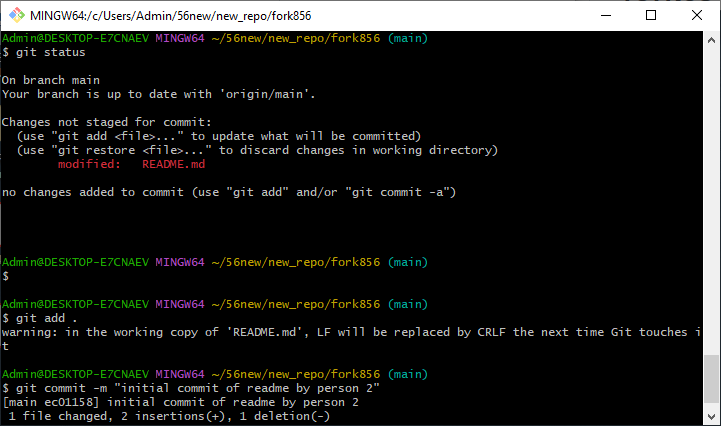 MINGW64:/c/Users/Admin/56new/new_repo/fork856
Admin@DESKTOP-E7CNAEV MINGW64 ~/56new/new_repo/fork856 (main)
$ git status
On branch main
Your branch is up to date with 'origin/main'.
Changes not staged for commit:
(use "git add <file>..." to update what will be committed)
(use "git restore <file>..." to discard changes in working directory)
modified: README.md
no changes added to commit (use "git add" and/or "git commit -a")
Admin@DESKTOP-E7CNAEV MINGW64 ~/56new/new_repo/fork856 (main)
$
Admin@DESKTOP-E7CNAEV MINGW64 ~/56new/new_repo/fork856 (main)
$ git add .
warning: in the working copy of 'README.md', LF will be replaced by CRLF the next time Git touches i
t
Admin@DESKTOP-E7CNAEV MINGW64 ~/56new/new_repo/fork856 (main)
$ git commit -m "initial commit of readme by person 2"
[main ec01158] initial commit of readme by person 2
1 file changed, 2 insertions(+), 1 deletion(-)